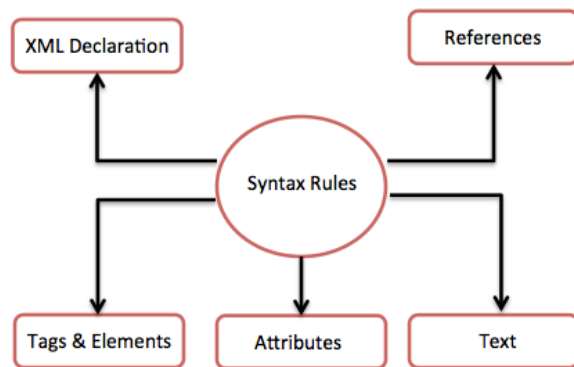 XML Declaration
References
Syntax Rules
Tags & Elements
Attributes
Text